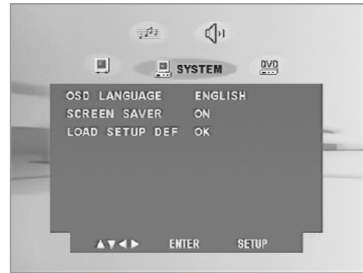 SYSTEM
DVD
OSD LANGUAGE ENGLISH
SCREEN SAVER ON
LOAD SETUP DEF OK
▲▼◀▶ ENTER SETUP